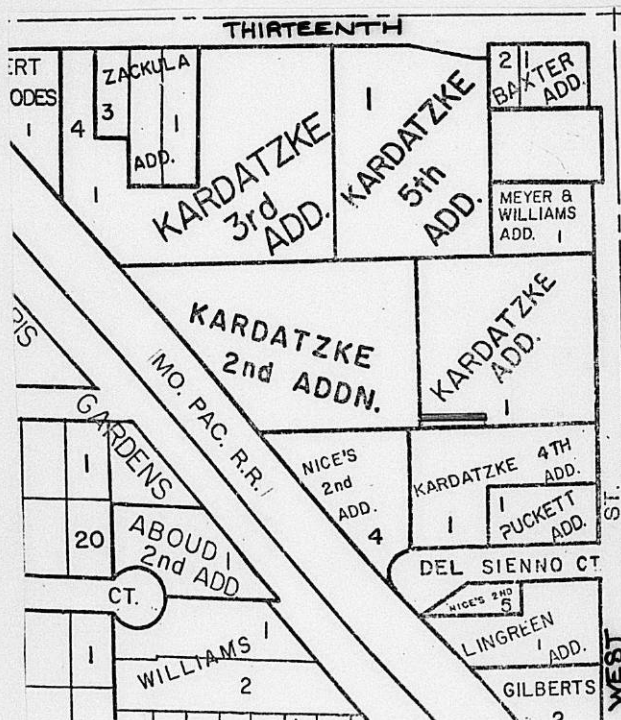 THIRTEENTH
ERT
ODES
1
4
1
ZACKULA
3
1
ADD.
KARDATZKE
3rd
ADD.
1
KARDATZKE
5th
ADD.
2
1
BAXTER
ADD.
MEYER &
WILLIAMS
ADD. 1
KARDATZKE
2nd ADDN.
KARDATZKE
ADD.
1
PIS
GARDENS
MO. PAC. R.R.
1
20
ABOUD 1
2nd ADD
NICE'S
2nd
ADD.
4
KARDATZKE 4TH
ADD.
1
1
PUCKETT
ADD.
DEL SIENNO CT
ST.
CT.
NICE'S 2ND
5
LINGREEN
1 ADD.
GILBERTS
WEST
1
1
WILLIAMS
2